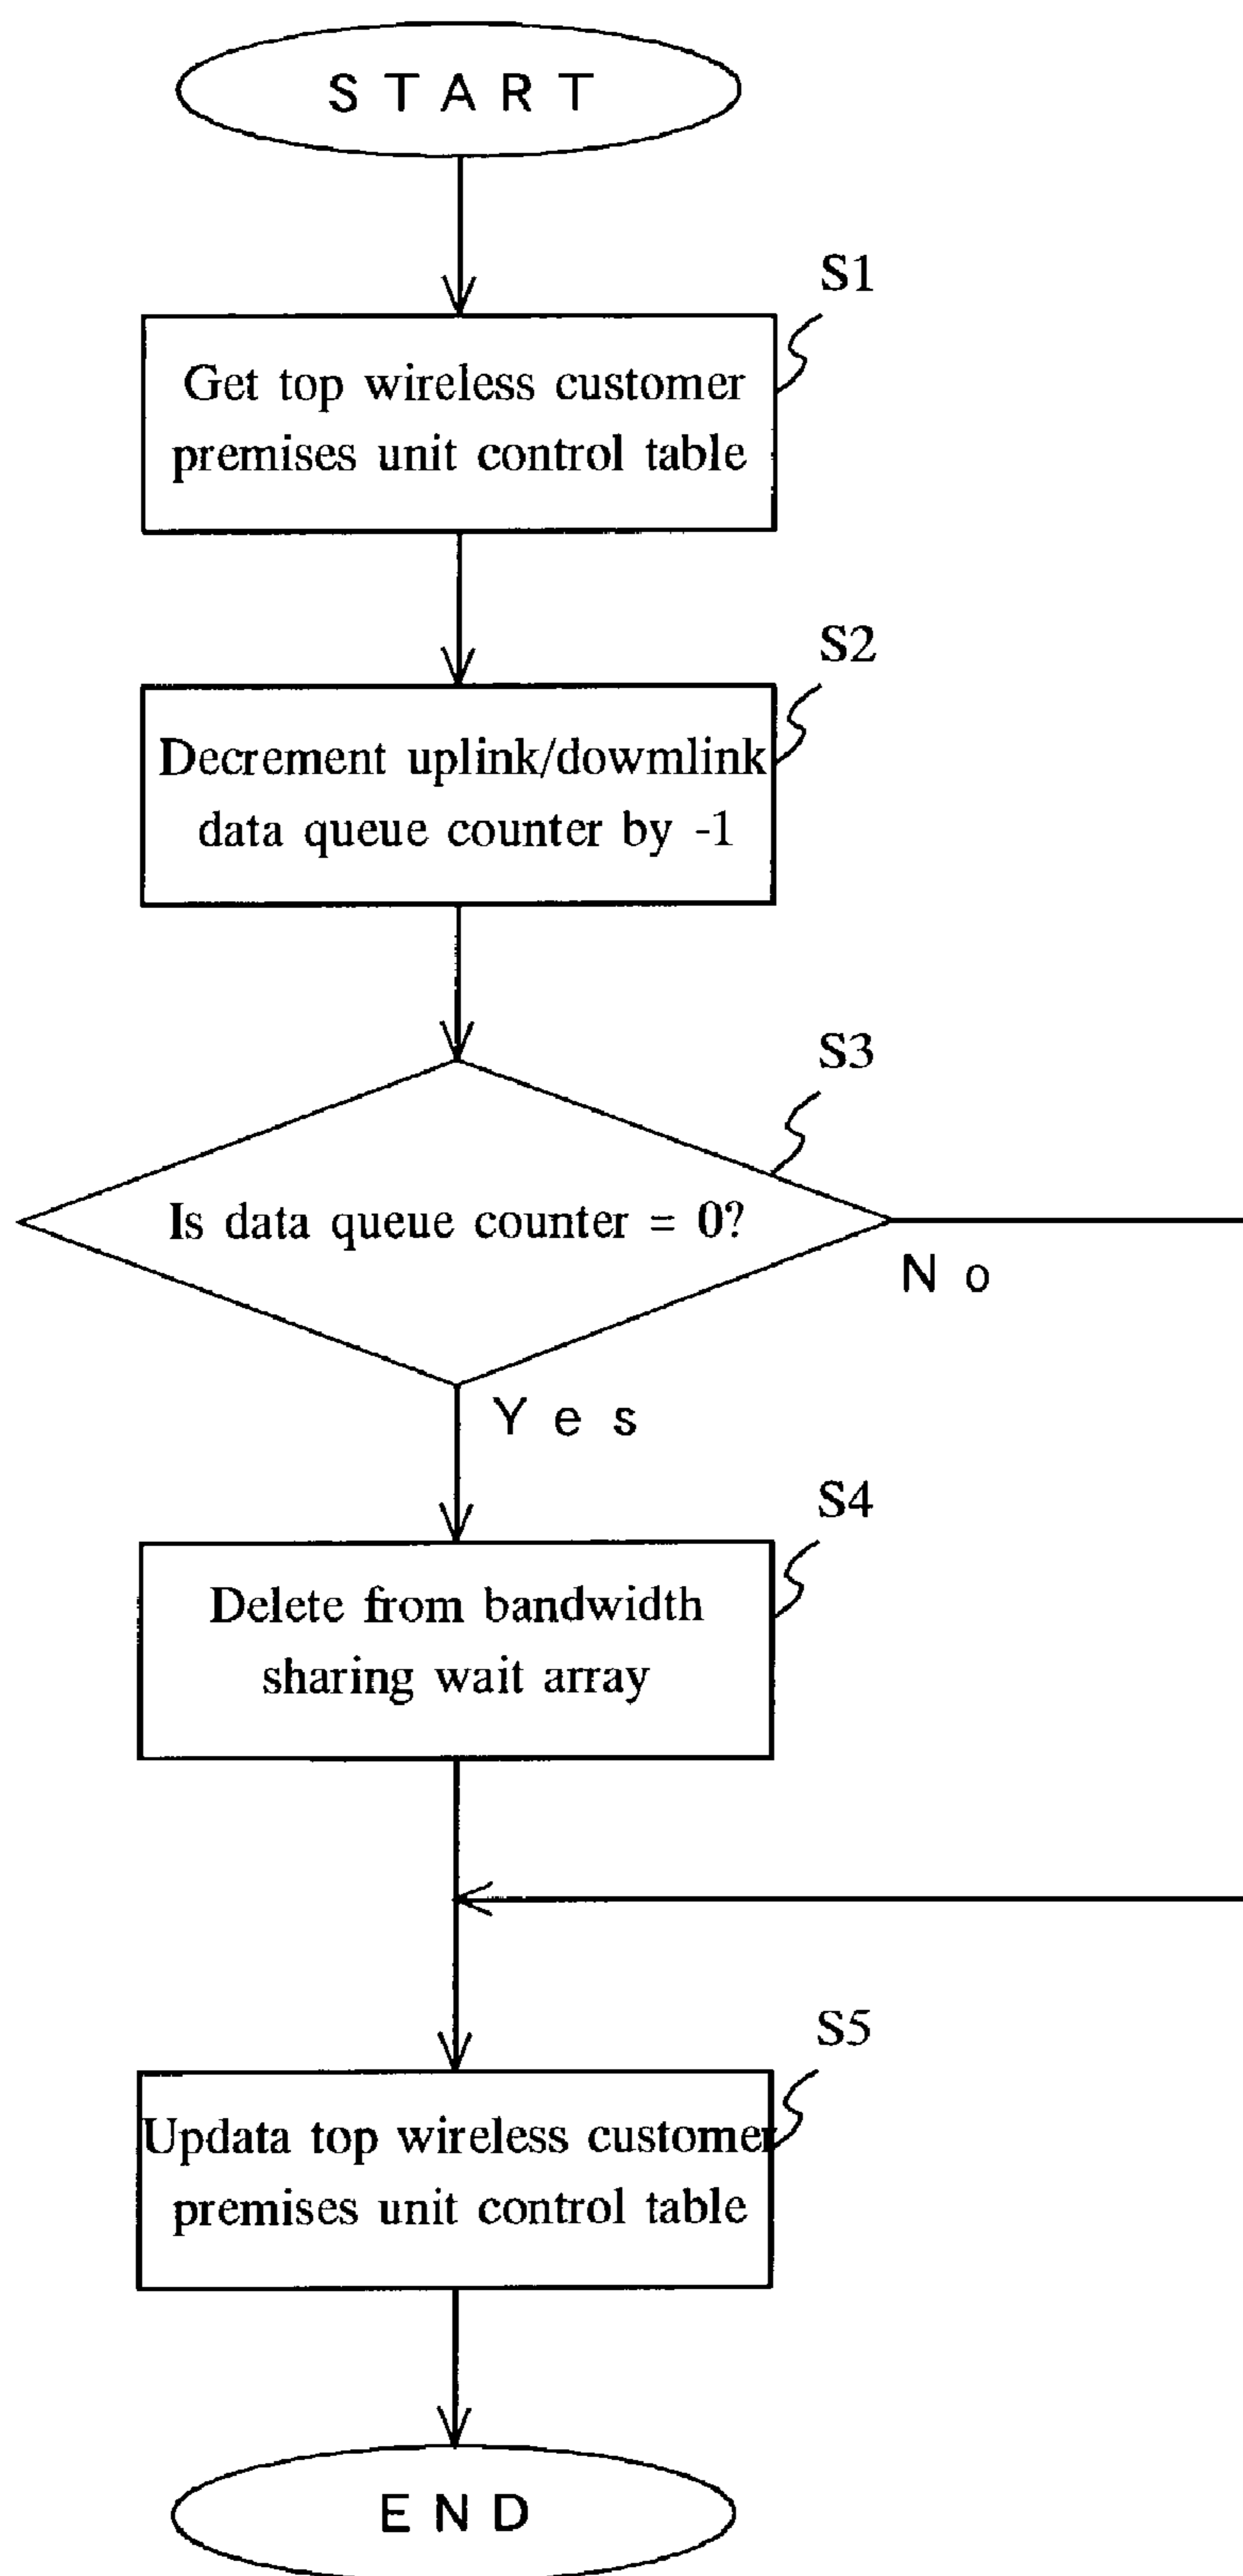 START
S1
Get top wireless customer
premises unit control table
S2
Decrement uplink/dowmlink
data queue counter by -1
S3
Is data queue counter = 0?
No
Yes
S4
Delete from bandwidth
sharing wait array
S5
Updata top wireless customer
premises unit control table
END